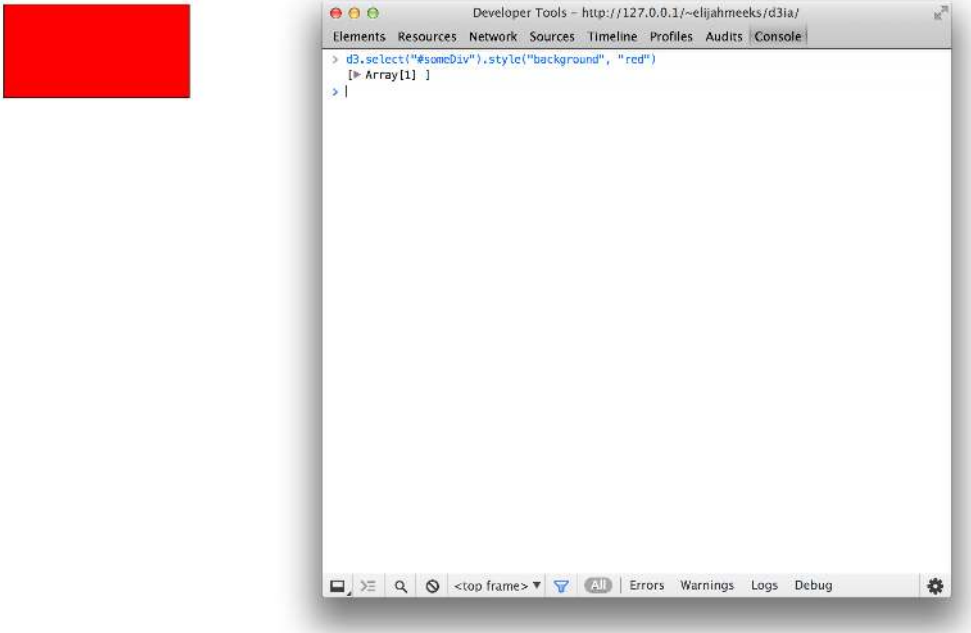 Developer Tools – http://127.0.0.1/~elijahmeeks/d3ia/
Elements Resources Network Sources Timeline Profiles Audits Console
> d3.select("#someDiv").style("background", "red")
[▶ Array[1] ]
>
<top frame> ▼ All | Errors Warnings Logs Debug